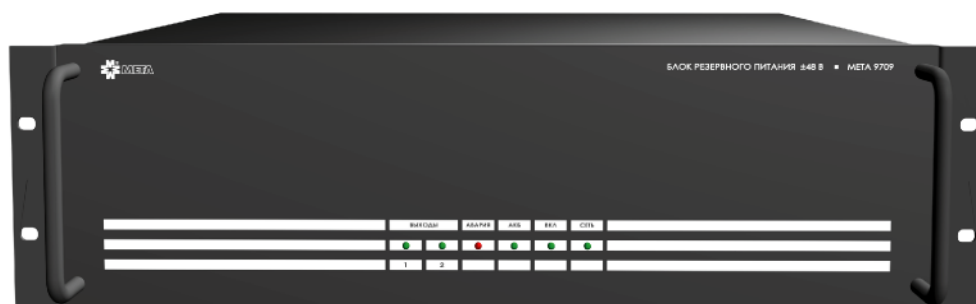 МЕТА
БЛОК РЕЗЕРВНОГО ПИТАНИЯ ±48 В ▪ МЕТА 9709
ВЫХОДЫ АВАРИЯ АКБ ВКЛ СЕТЬ
1 2